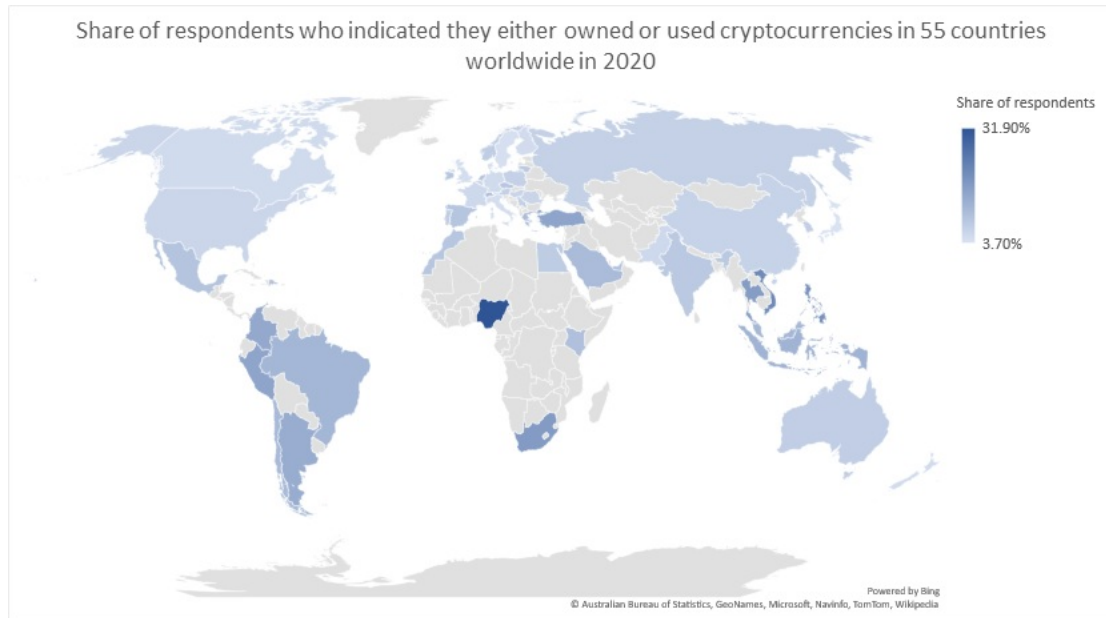 Share of respondents who indicated they either owned or used cryptocurrencies in 55 countries
worldwide in 2020
Share of respondents
31.90%
3.70%
Powered by Bing
© Australian Bureau of Statistics, GeoNames, Microsoft, Navinfo, TomTom, Wikipedia